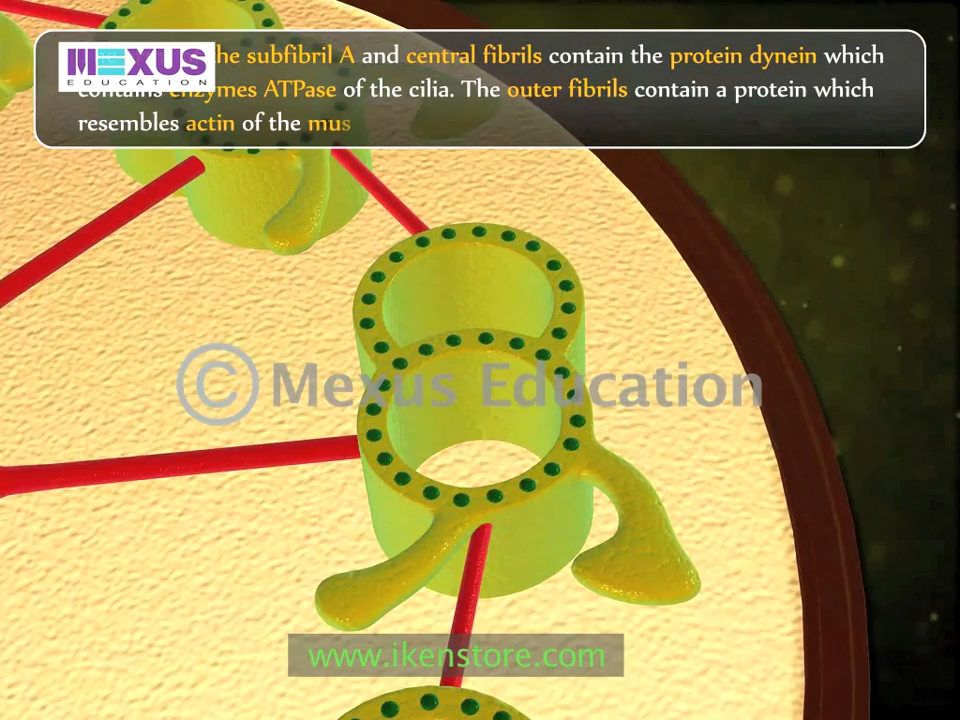 MEXUS
EDUCATION
he subfibril A and central fibrils contain the protein dynein which
contains enzymes ATPase of the cilia. The outer fibrils contain a protein which
resembles actin of the mus
© Mexus Education
www.ikenstore.com